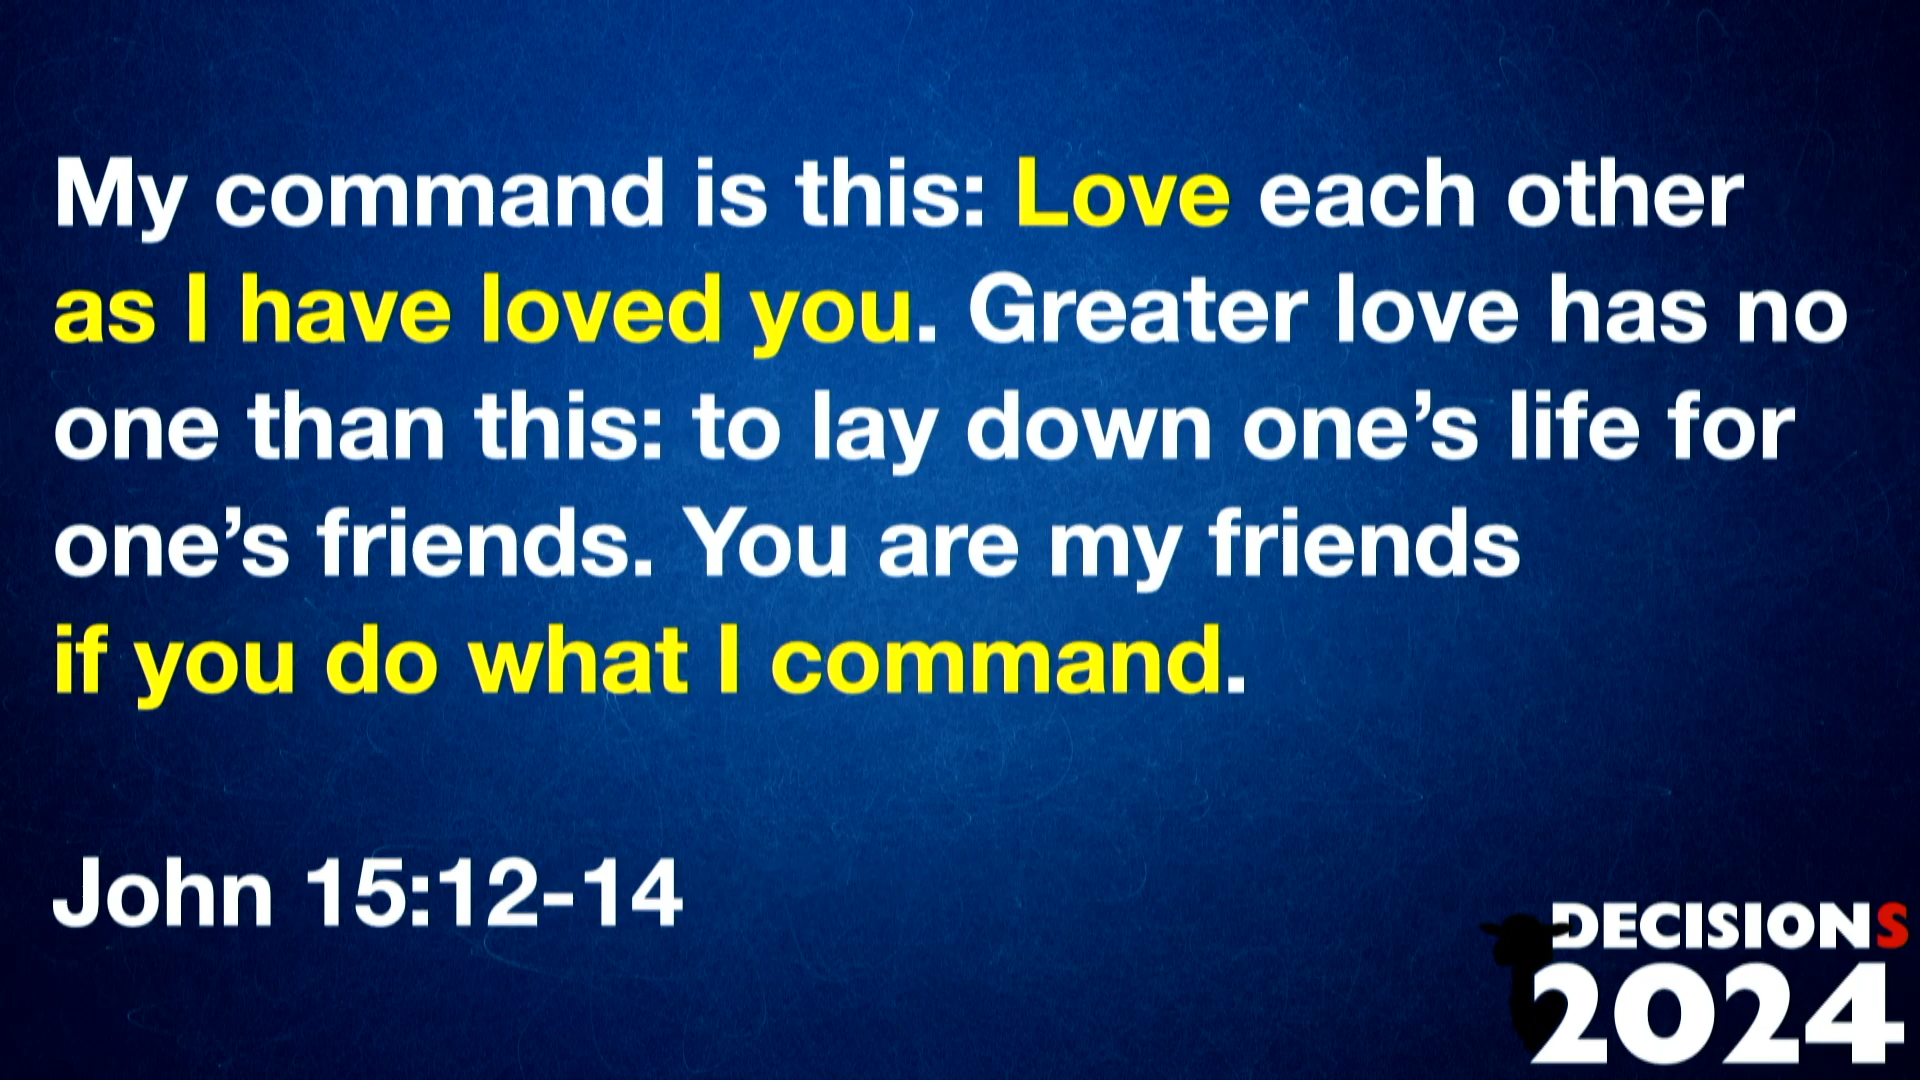 My command is this: Love each other
as I have loved you. Greater love has no
one than this: to lay down one’s life for
one’s friends. You are my friends
if you do what I command.
John 15:12-14
DECISIONS
2024